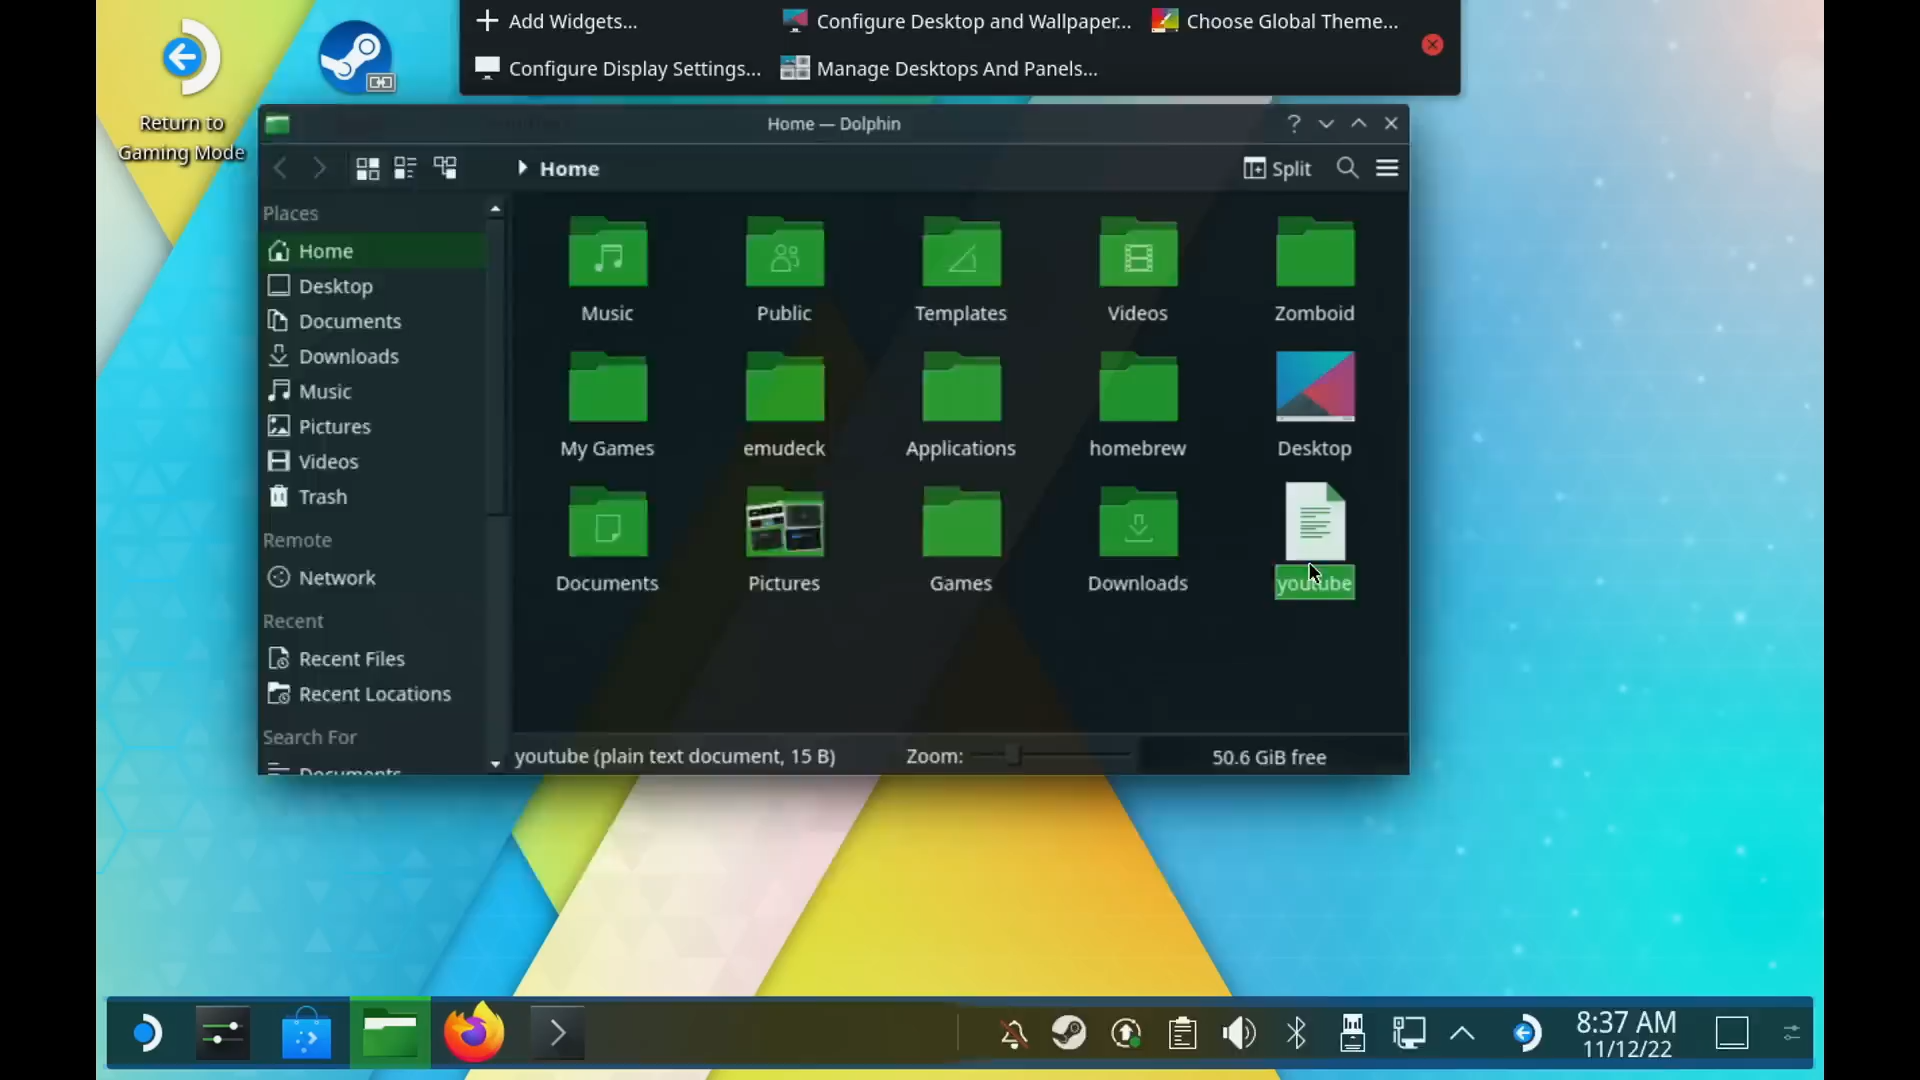 Add Widgets...
Configure Desktop and Wallpaper...
Choose Global Theme...
Configure Display Settings...
Manage Desktops And Panels...
Return to
Gaming Mode
Home — Dolphin
Home
Split
Places
Home
Desktop
Documents
Downloads
Music
Pictures
Videos
Trash
Remote
Network
Recent
Recent Files
Recent Locations
Search For
Documents
Music
Public
Templates
Videos
Zomboid
My Games
emudeck
Applications
homebrew
Desktop
Documents
Pictures
Games
Downloads
youtube
youtube (plain text document, 15 B)
Zoom:
50.6 GiB free
8:37 AM
11/12/22